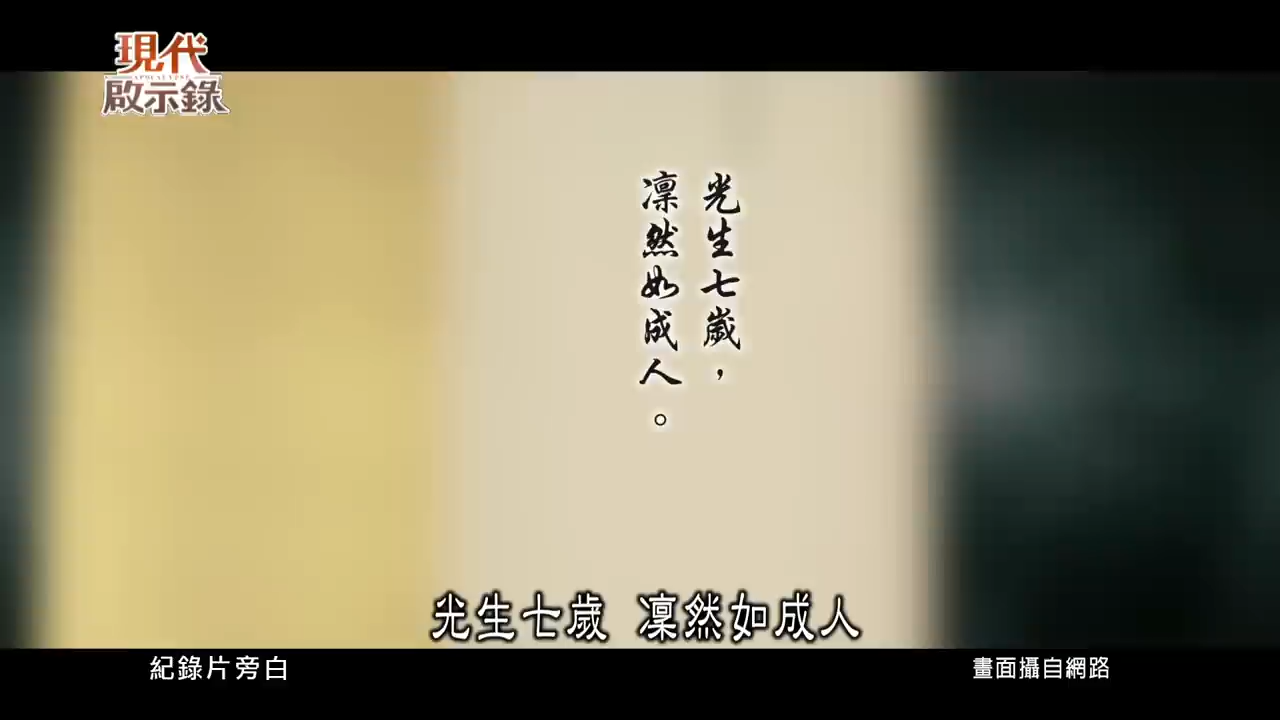 現代
APOCALYPSE
啟示錄
光生七歲，
凜然如成人。
光生七歲 凜然如成人
紀錄片旁白
畫面攝自網路